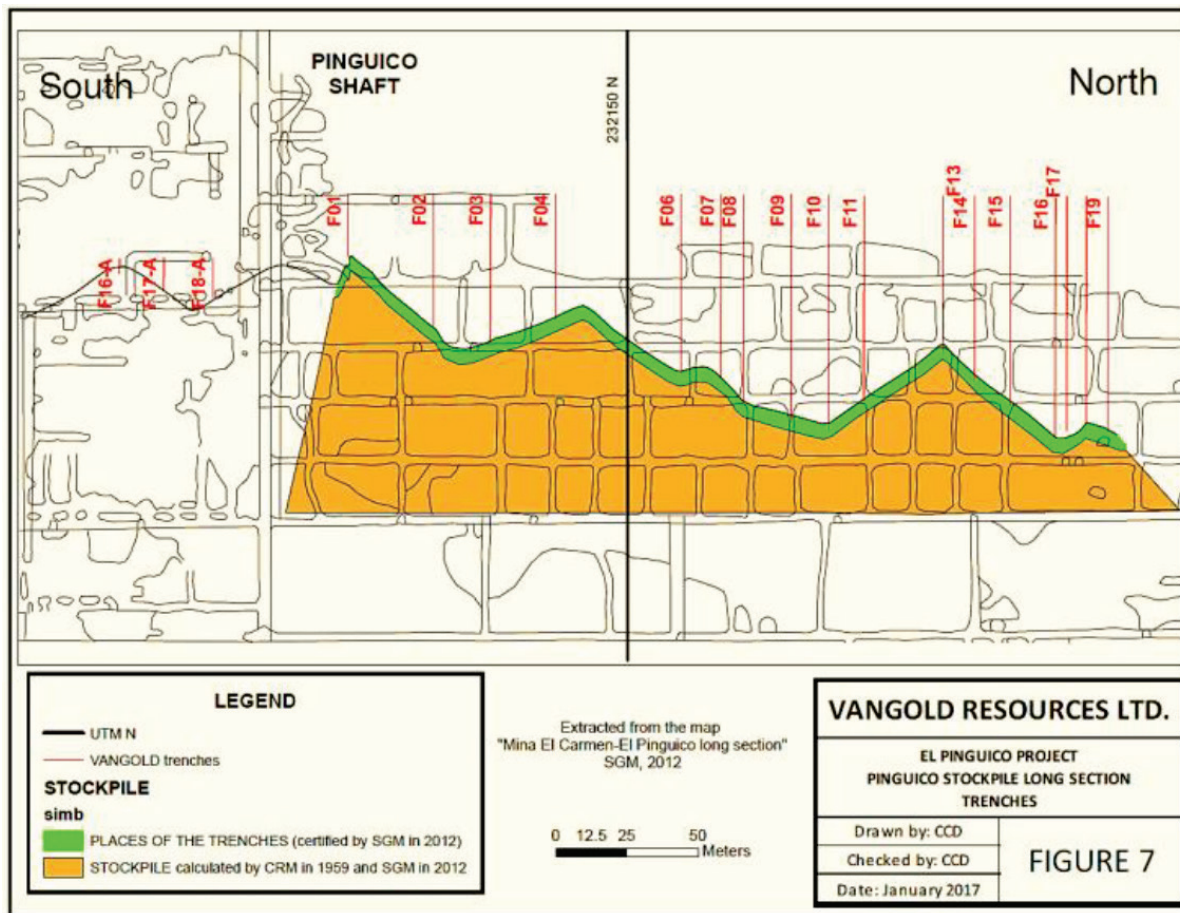 South
PINGUICO
SHAFT
232150 N
North
F16-A
F17-A
F18-A
F01
F02
F03
F04
F06
F07
F08
F09
F10
F11
F13
F14
F15
F16
F17
F19
LEGEND
UTM N
VANGOLD trenches
STOCKPILE
simb
PLACES OF THE TRENCHES (certified by SGM in 2012)
STOCKPILE calculated by CRM in 1959 and SGM in 2012
Extracted from the map
"Mina El Carmen-El Pinguico long section"
SGM, 2012
0 12.5 25 50
Meters
VANGOLD RESOURCES LTD.
EL PINGUICO PROJECT
PINGUICO STOCKPILE LONG SECTION
TRENCHES
Drawn by: CCD
Checked by: CCD
Date: January 2017
FIGURE 7